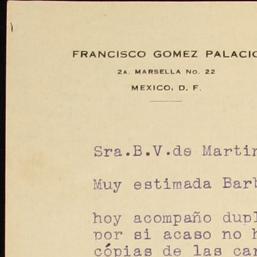 FRANCISCO GOMEZ PALACIO
2A. MARSELLA No. 22
MEXICO, D. F.
Sra.B.V.de Martin
Muy estimada Barb
hoy acompaño dupl
por si acaso no h
cópias de las car